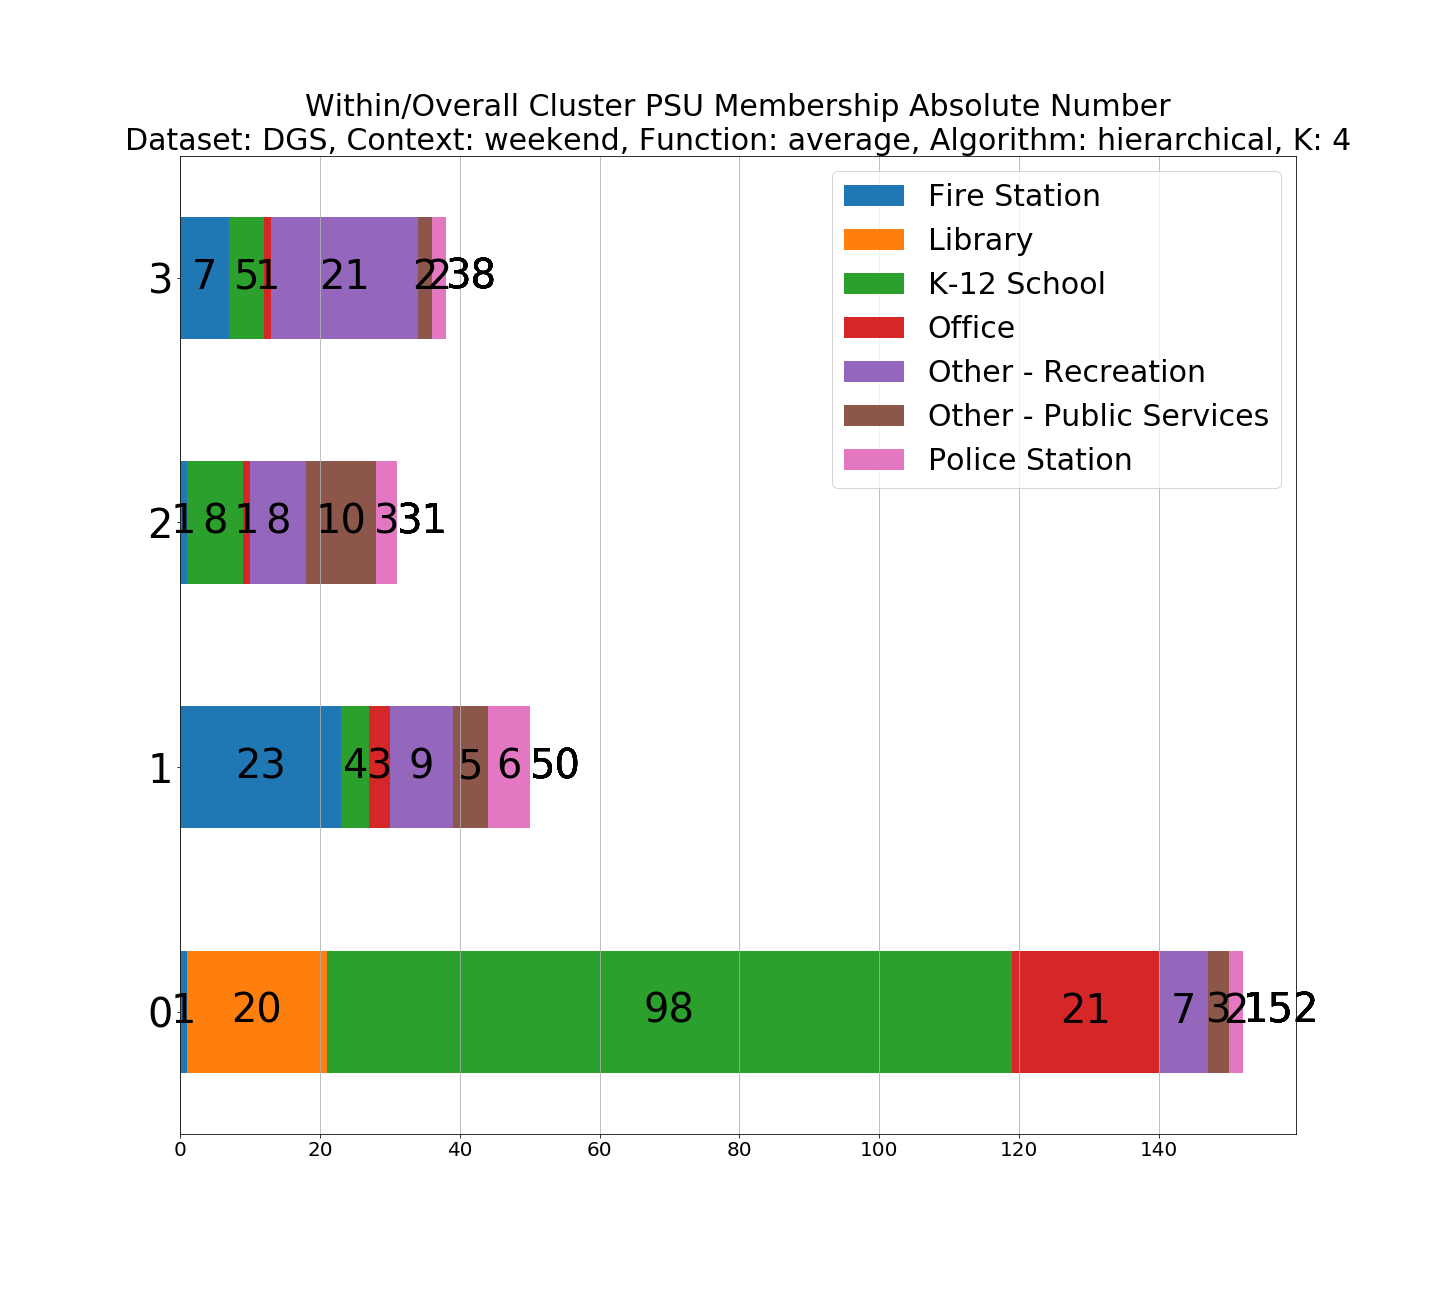 Within/Overall Cluster PSU Membership Absolute Number
Dataset: DGS, Context: weekend, Function: average, Algorithm: hierarchical, K: 4
Fire Station
Library
K-12 School
Office
Other - Recreation
Other - Public Services
Police Station
3 7 5 1 21 2 2 38
2 1 8 1 8 10 3 31
1 23 4 3 9 5 6 50
0 1 20 98 21 7 3 2 152
0 20 40 60 80 100 120 140